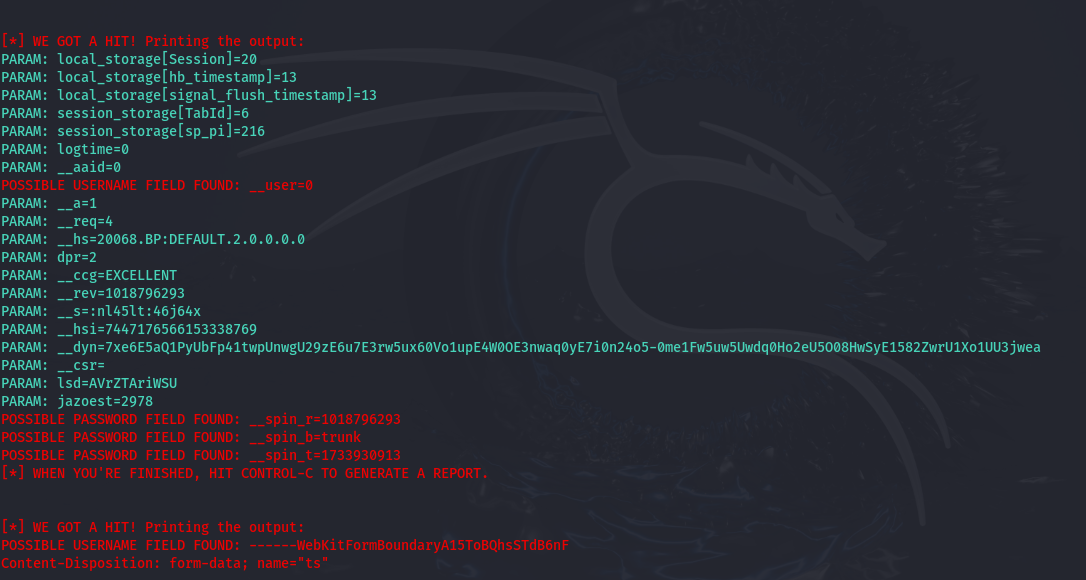 [*] WE GOT A HIT! Printing the output:
PARAM: local_storage[Session]=20
PARAM: local_storage[hb_timestamp]=13
PARAM: local_storage[signal_flush_timestamp]=13
PARAM: session_storage[TabId]=6
PARAM: session_storage[sp_pi]=216
PARAM: logtime=0
PARAM: __aaid=0
POSSIBLE USERNAME FIELD FOUND: __user=0
PARAM: __a=1
PARAM: __req=4
PARAM: __hs=20068.BP:DEFAULT.2.0.0.0.0
PARAM: dpr=2
PARAM: __ccg=EXCELLENT
PARAM: __rev=1018796293
PARAM: __s=:nl45lt:46j64x
PARAM: __hsi=7447176566153338769
PARAM: __dyn=7xe6E5aQ1PyUbFp41twpUnwgU29zE6u7E3rw5ux60Vo1upE4W0OE3nwaq0yE7i0n24o5-0me1Fw5uw5Uwdq0Ho2eU5O08HwSyE1582ZwrU1Xo1UU3jwea
PARAM: __csr=
PARAM: lsd=AVrZTAriWSU
PARAM: jazoest=2978
POSSIBLE PASSWORD FIELD FOUND: __spin_r=1018796293
POSSIBLE PASSWORD FIELD FOUND: __spin_b=trunk
POSSIBLE PASSWORD FIELD FOUND: __spin_t=1733930913
[*] WHEN YOU'RE FINISHED, HIT CONTROL-C TO GENERATE A REPORT.
[*] WE GOT A HIT! Printing the output:
POSSIBLE USERNAME FIELD FOUND: ------WebKitFormBoundaryA15ToBQhsSTdB6nF
Content-Disposition: form-data; name="ts"